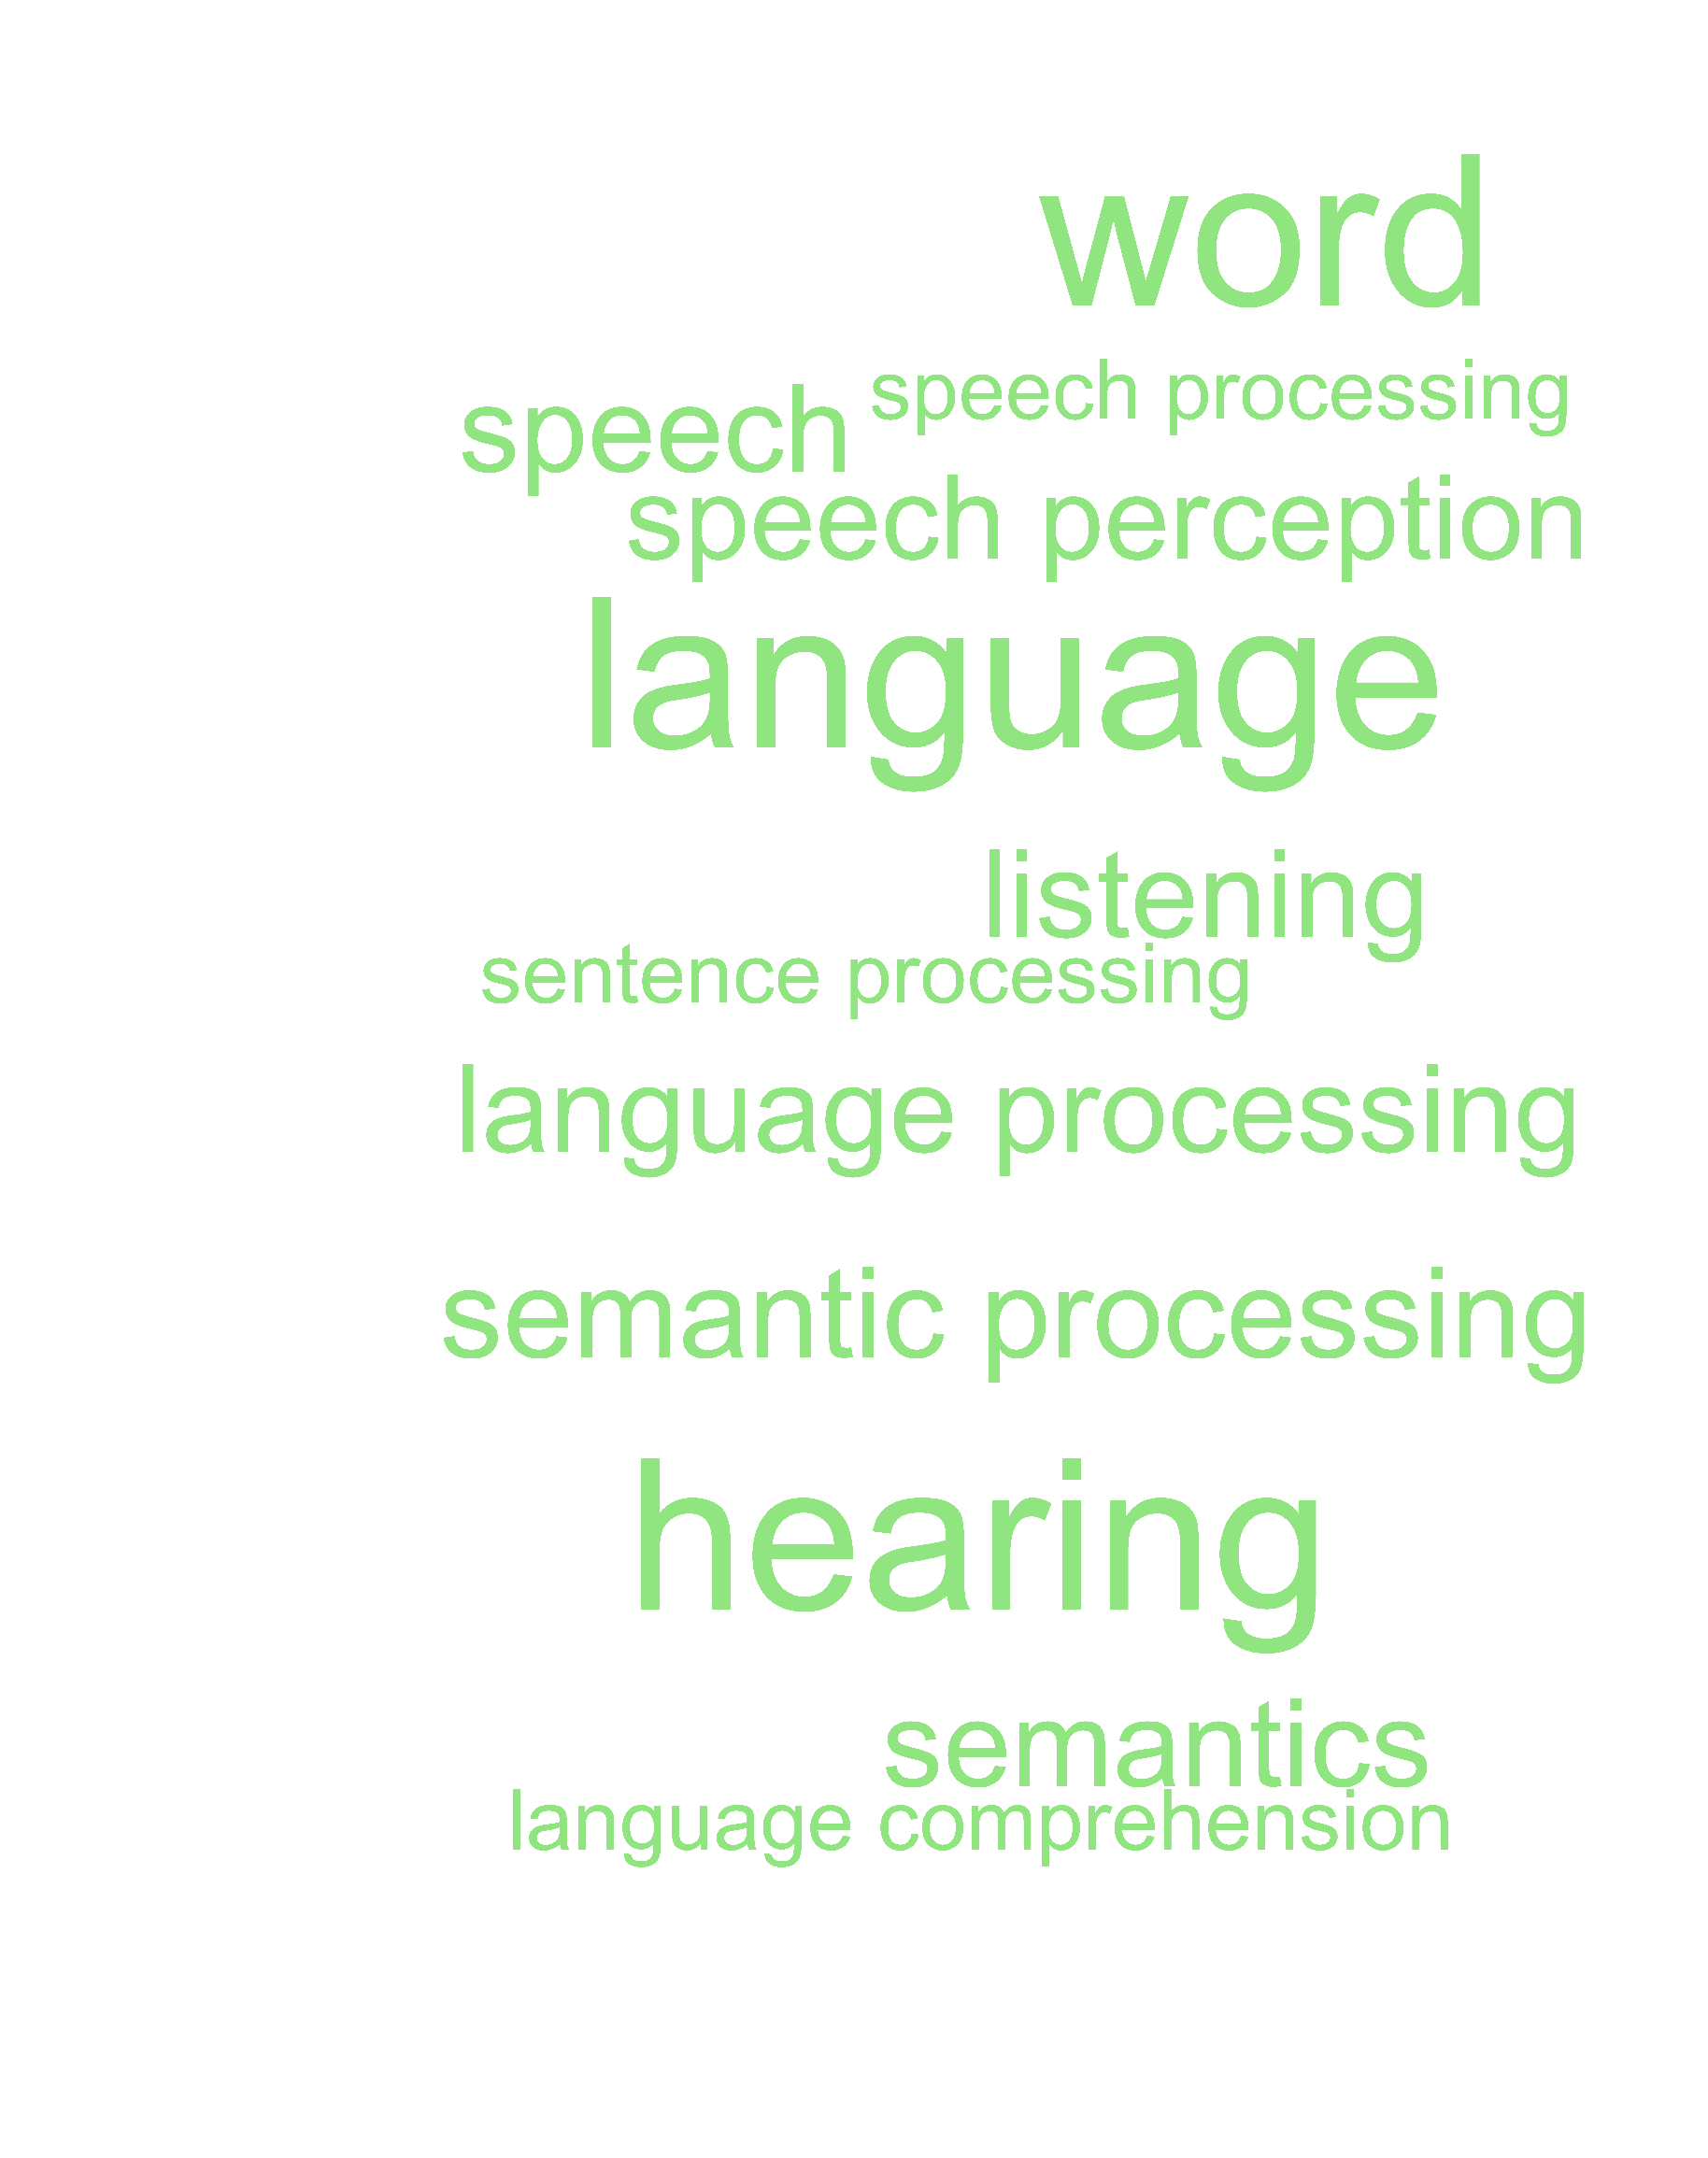 word
speech processing
speech
speech perception
language
listening
sentence processing
language processing
semantic processing
hearing
semantics
language comprehension